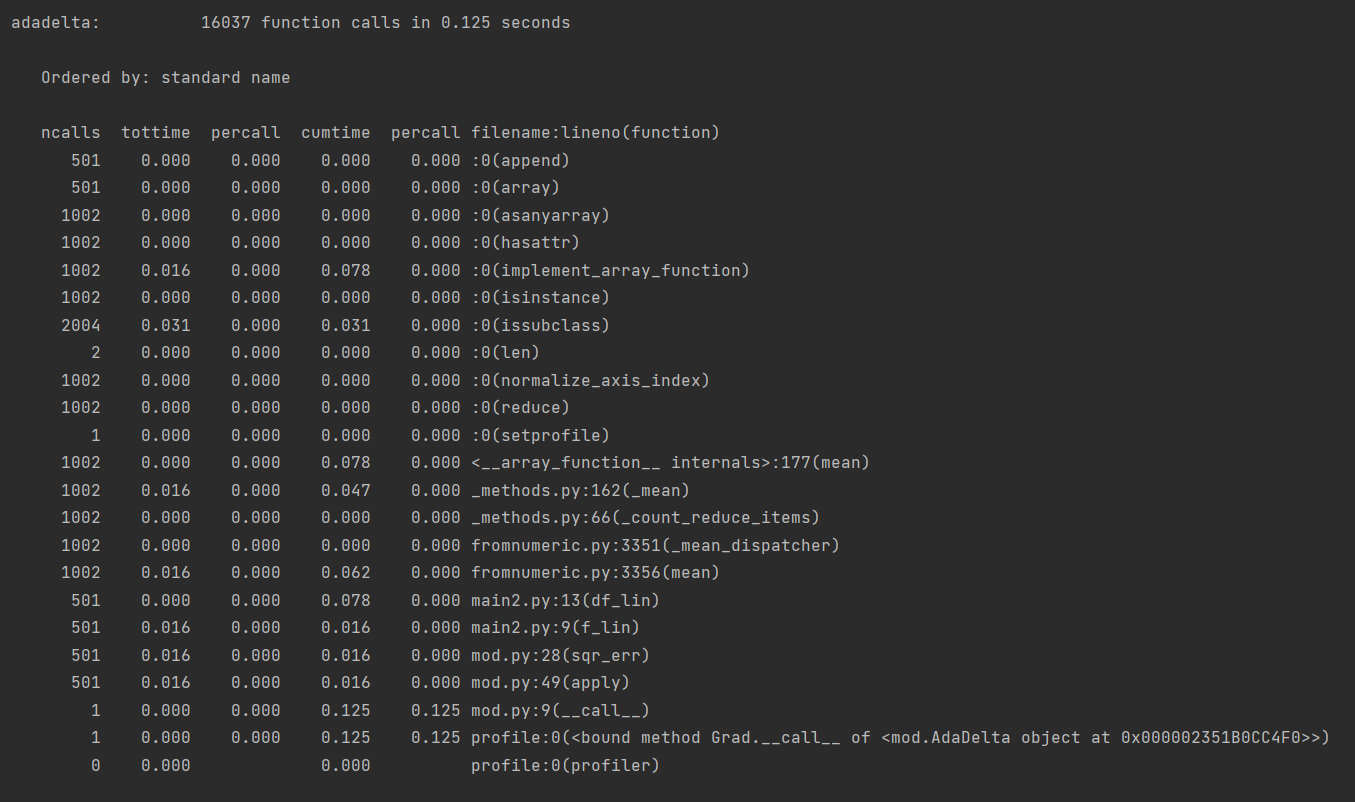 adadelta:          16037 function calls in 0.125 seconds
Ordered by: standard name
ncalls  tottime  percall  cumtime  percall filename:lineno(function)
501    0.000    0.000    0.000    0.000 :0(append)
501    0.000    0.000    0.000    0.000 :0(array)
1002    0.000    0.000    0.000    0.000 :0(asanyarray)
1002    0.000    0.000    0.000    0.000 :0(hasattr)
1002    0.016    0.000    0.078    0.000 :0(implement_array_function)
1002    0.000    0.000    0.000    0.000 :0(isinstance)
2004    0.031    0.000    0.031    0.000 :0(issubclass)
2    0.000    0.000    0.000    0.000 :0(len)
1002    0.000    0.000    0.000    0.000 :0(normalize_axis_index)
1002    0.000    0.000    0.000    0.000 :0(reduce)
1    0.000    0.000    0.000    0.000 :0(setprofile)
1002    0.000    0.000    0.078    0.000 <__array_function__ internals>:177(mean)
1002    0.016    0.000    0.047    0.000 _methods.py:162(_mean)
1002    0.000    0.000    0.000    0.000 _methods.py:66(_count_reduce_items)
1002    0.000    0.000    0.000    0.000 fromnumeric.py:3351(_mean_dispatcher)
1002    0.016    0.000    0.062    0.000 fromnumeric.py:3356(mean)
501    0.000    0.000    0.078    0.000 main2.py:13(df_lin)
501    0.016    0.000    0.016    0.000 main2.py:9(f_lin)
501    0.016    0.000    0.016    0.000 mod.py:28(sqr_err)
501    0.016    0.000    0.016    0.000 mod.py:49(apply)
1    0.000    0.000    0.125    0.125 mod.py:9(__call__)
1    0.000    0.000    0.125    0.125 profile:0(<bound method Grad.__call__ of <mod.AdaDelta object at 0x000002351B0CC4F0>>)
0    0.000             0.000          profile:0(profiler)